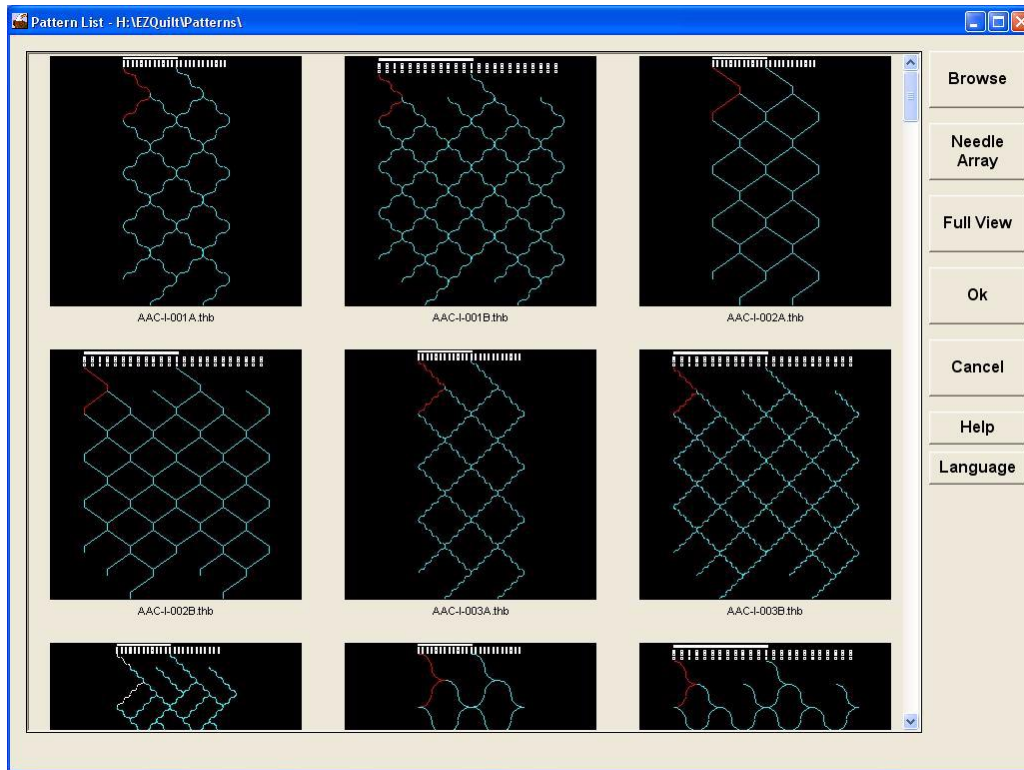 Pattern List - H:\EZQuilt\Patterns\
AAC-I-001A.thb
AAC-I-001B.thb
AAC-I-002A.thb
AAC-I-002B.thb
AAC-I-003A.thb
AAC-I-003B.thb
Browse
Needle
Array
Full View
Ok
Cancel
Help
Language